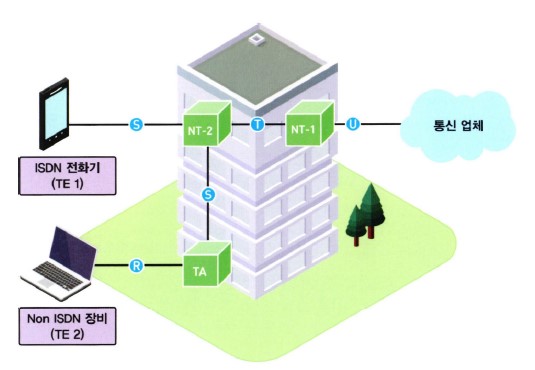 S
NT-2
T
NT-1
U
통신 업체
ISDN 전화기
(TE 1)
S
R
TA
Non ISDN 장비
(TE 2)